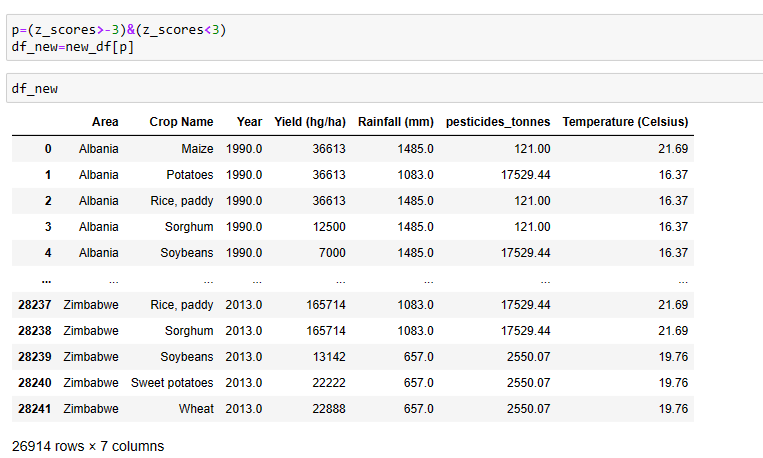 p=(z_scores>-3)&(z_scores<3)
df_new=new_df[p]
df_new
Area Crop Name Year Yield (hg/ha) Rainfall (mm) pesticides_tonnes Temperature (Celsius)
0 Albania Maize 1990.0 36613 1485.0 121.00 21.69
1 Albania Potatoes 1990.0 36613 1083.0 17529.44 16.37
2 Albania Rice, paddy 1990.0 36613 1485.0 121.00 16.37
3 Albania Sorghum 1990.0 12500 1485.0 121.00 16.37
4 Albania Soybeans 1990.0 7000 1485.0 17529.44 16.37
... ... ... ... ... ... ... ...
28237 Zimbabwe Rice, paddy 2013.0 165714 1083.0 17529.44 21.69
28238 Zimbabwe Sorghum 2013.0 165714 1083.0 17529.44 21.69
28239 Zimbabwe Soybeans 2013.0 13142 657.0 2550.07 19.76
28240 Zimbabwe Sweet potatoes 2013.0 22222 657.0 2550.07 19.76
28241 Zimbabwe Wheat 2013.0 22888 657.0 2550.07 19.76
26914 rows × 7 columns